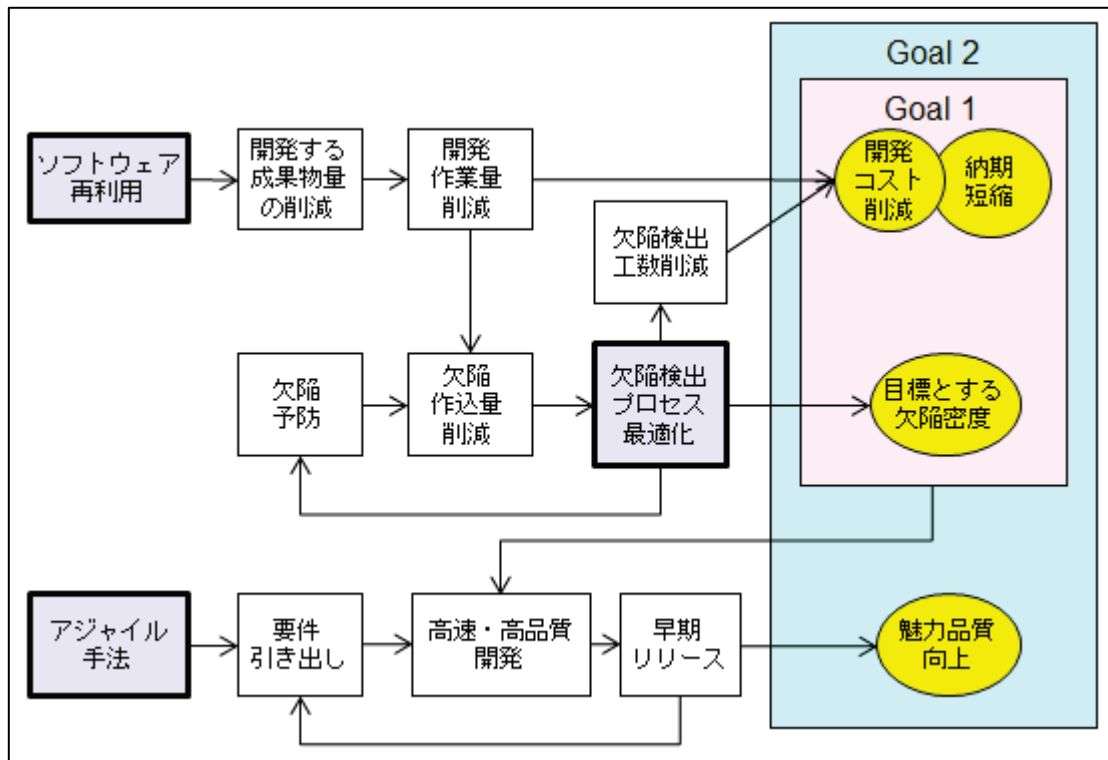 Goal 2
Goal 1
ソフトウェア
再利用
開発する
成果物量
の削減
開発
作業量
削減
開発
コスト
削減
納期
短縮
欠陥検出
工数削減
欠陥
予防
欠陥
作込量
削減
欠陥検出
プロセス
最適化
目標とする
欠陥密度
アジャイル
手法
要件
引き出し
高速・高品質
開発
早期
リリース
魅力品質
向上